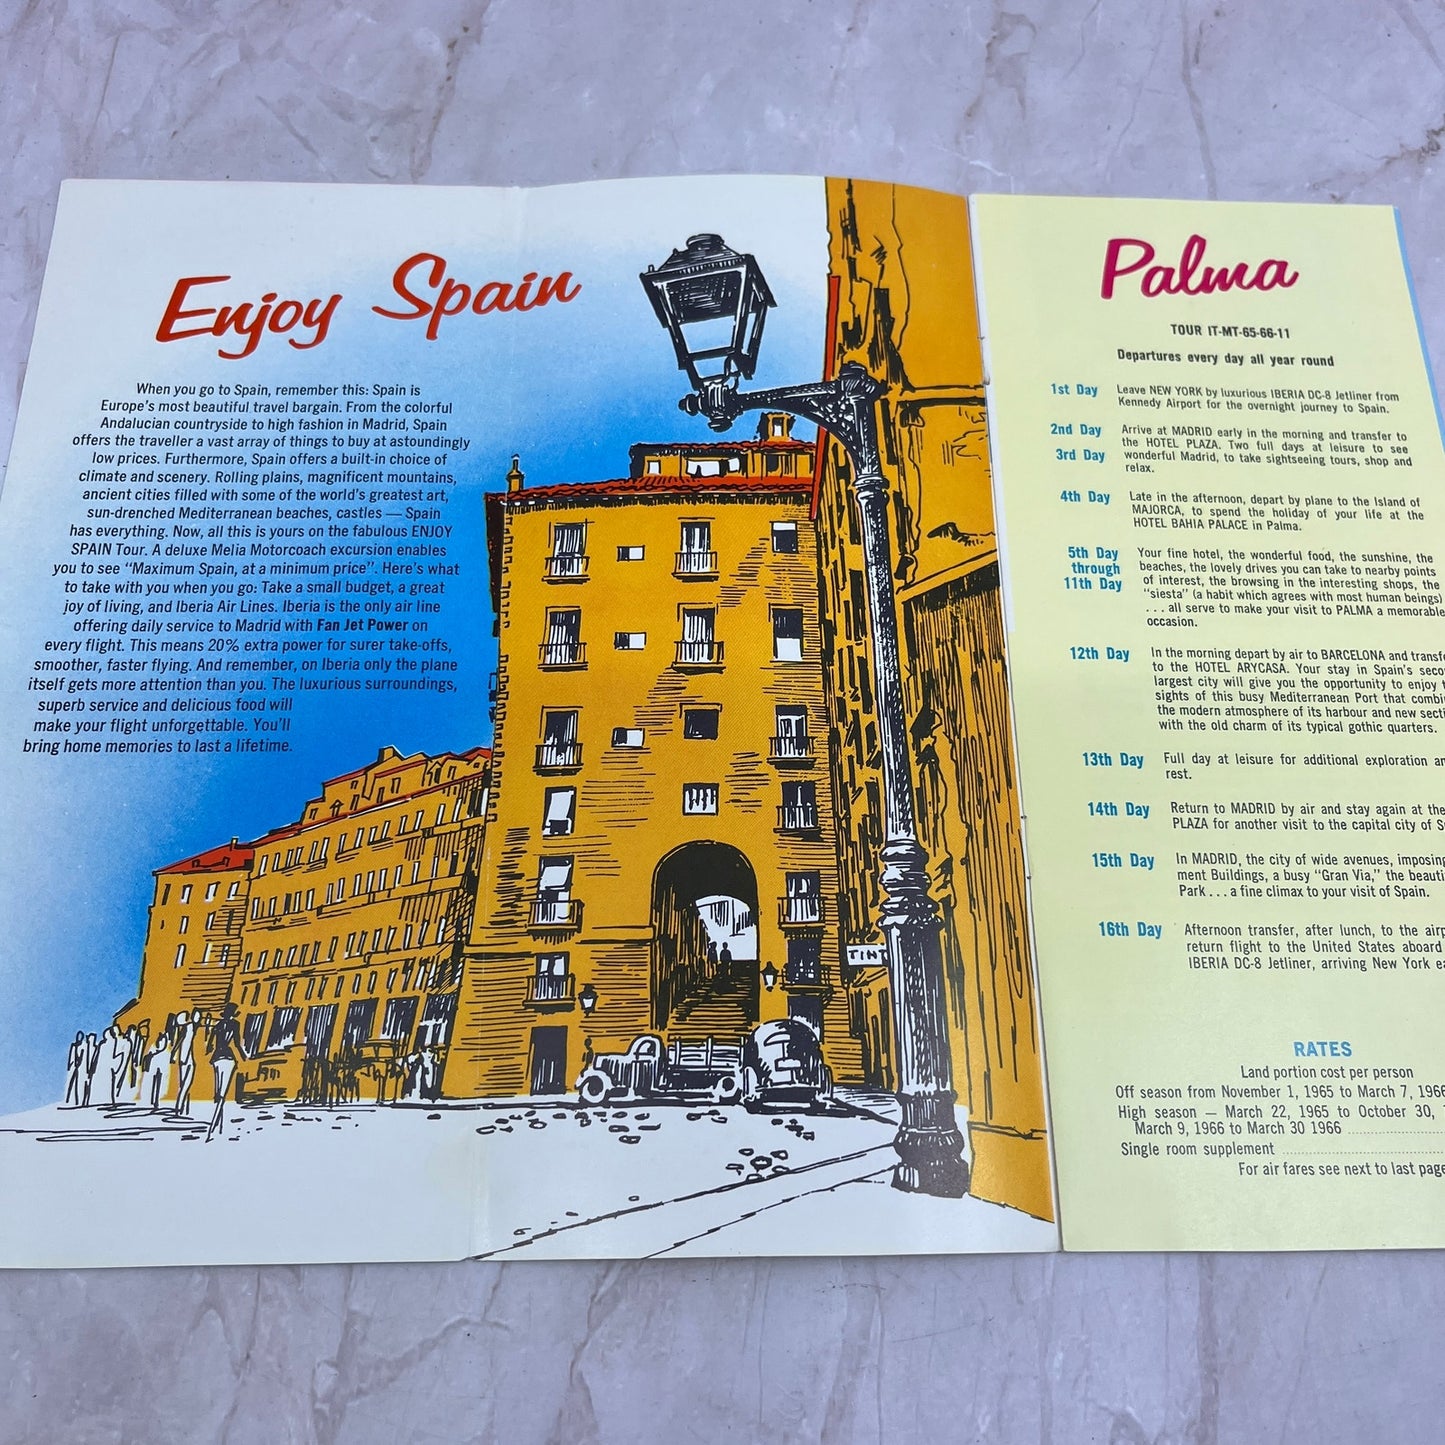 Enjoy Spain
When you go to Spain, remember this: Spain is
Europe's most beautiful travel bargain. From the colorful
Andalucian countryside to high fashion in Madrid, Spain
offers the traveller a vast array of things to buy at astoundingly
low prices. Furthermore, Spain offers a built-in choice of
climate and scenery. Rolling plains, magnificent mountains,
ancient cities filled with some of the world's greatest art,
sun-drenched Mediterranean beaches, castles — Spain
has everything. Now, all this is yours on the fabulous ENJOY
SPAIN Tour. A deluxe Melia Motorcoach excursion enables
you to see "Maximum Spain, at a minimum price". Here's what
to take with you when you go: Take a small budget, a great
joy of living, and Iberia Air Lines. Iberia is the only air line
offering daily service to Madrid with Fan Jet Power on
every flight. This means 20% extra power for surer take-offs,
smoother, faster flying. And remember, on Iberia only the plane
itself gets more attention than you. The luxurious surroundings,
superb service and delicious food will
make your flight unforgettable. You'll
bring home memories to last a lifetime.
TINT
Palma
TOUR IT-MT-65-66-11
Departures every day all year round
1st Day Leave NEW YORK by luxurious IBERIA DC-8 Jetliner from
Kennedy Airport for the overnight journey to Spain.
2nd Day Arrive at MADRID early in the morning and transfer to
the HOTEL PLAZA. Two full days at leisure to see
3rd Day wonderful Madrid, to take sightseeing tours, shop and
relax.
4th Day Late in the afternoon, depart by plane to the Island of
MAJORCA, to spend the holiday of your life at the
HOTEL BAHIA PALACE in Palma.
5th Day Your fine hotel, the wonderful food, the sunshine, the
through beaches, the lovely drives you can take to nearby points
11th Day of interest, the browsing in the interesting shops, the
"siesta" (a habit which agrees with most human beings)
. . . all serve to make your visit to PALMA a memorable
occasion.
12th Day In the morning depart by air to BARCELONA and transfe
to the HOTEL ARYCASA. Your stay in Spain's seco
largest city will give you the opportunity to enjoy t
sights of this busy Mediterranean Port that combi
the modern atmosphere of its harbour and new secti
with the old charm of its typical gothic quarters.
13th Day Full day at leisure for additional exploration an
rest.
14th Day Return to MADRID by air and stay again at the
PLAZA for another visit to the capital city of S
15th Day In MADRID, the city of wide avenues, imposing
ment Buildings, a busy "Gran Via," the beauti
Park . . . a fine climax to your visit of Spain.
16th Day Afternoon transfer, after lunch, to the airp
return flight to the United States aboard
IBERIA DC-8 Jetliner, arriving New York ea
RATES
Land portion cost per person
Off season from November 1, 1965 to March 7, 1966
High season — March 22, 1965 to October 30,
March 9, 1966 to March 30 1966
Single room supplement
For air fares see next to last page